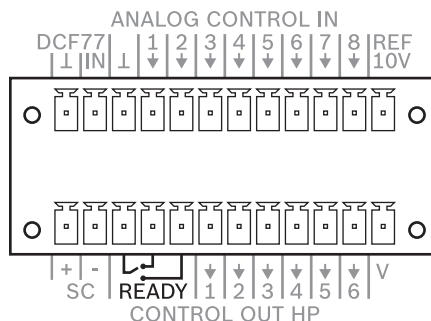 ANALOG CONTROL IN
DCF77 1 2 3 4 5 6 7 8 REF
⊥ IN ⊥ ↓ ↓ ↓ ↓ ↓ ↓ ↓ ↓ 10V
+ - ↓ ↓ ↓ ↓ ↓ ↓ V
SC READY 1 2 3 4 5 6
CONTROL OUT HP